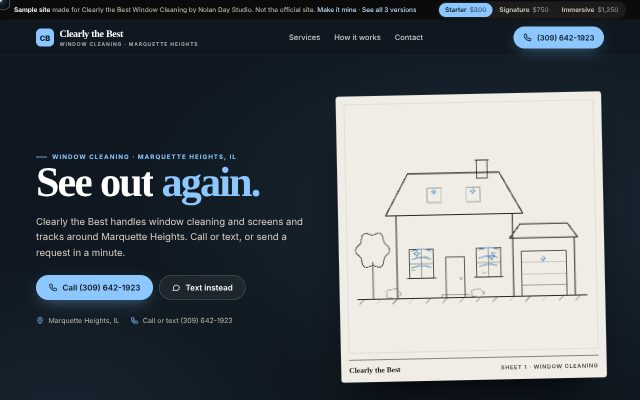 Sample site made for Clearly the Best Window Cleaning by Nolan Day Studio. Not the official site. Make it mine · See all 3 versions
Starter $300 Signature $750 Immersive $1,250
CB
Clearly the Best
WINDOW CLEANING · MARQUETTE HEIGHTS
Services How it works Contact
(309) 642-1923
WINDOW CLEANING · MARQUETTE HEIGHTS, IL
See out again.
Clearly the Best handles window cleaning and screens and
tracks around Marquette Heights. Call or text, or send a
request in a minute.
Call (309) 642-1923
Text instead
Marquette Heights, IL Call or text (309) 642-1923
Clearly the Best
SHEET 1 · WINDOW CLEANING